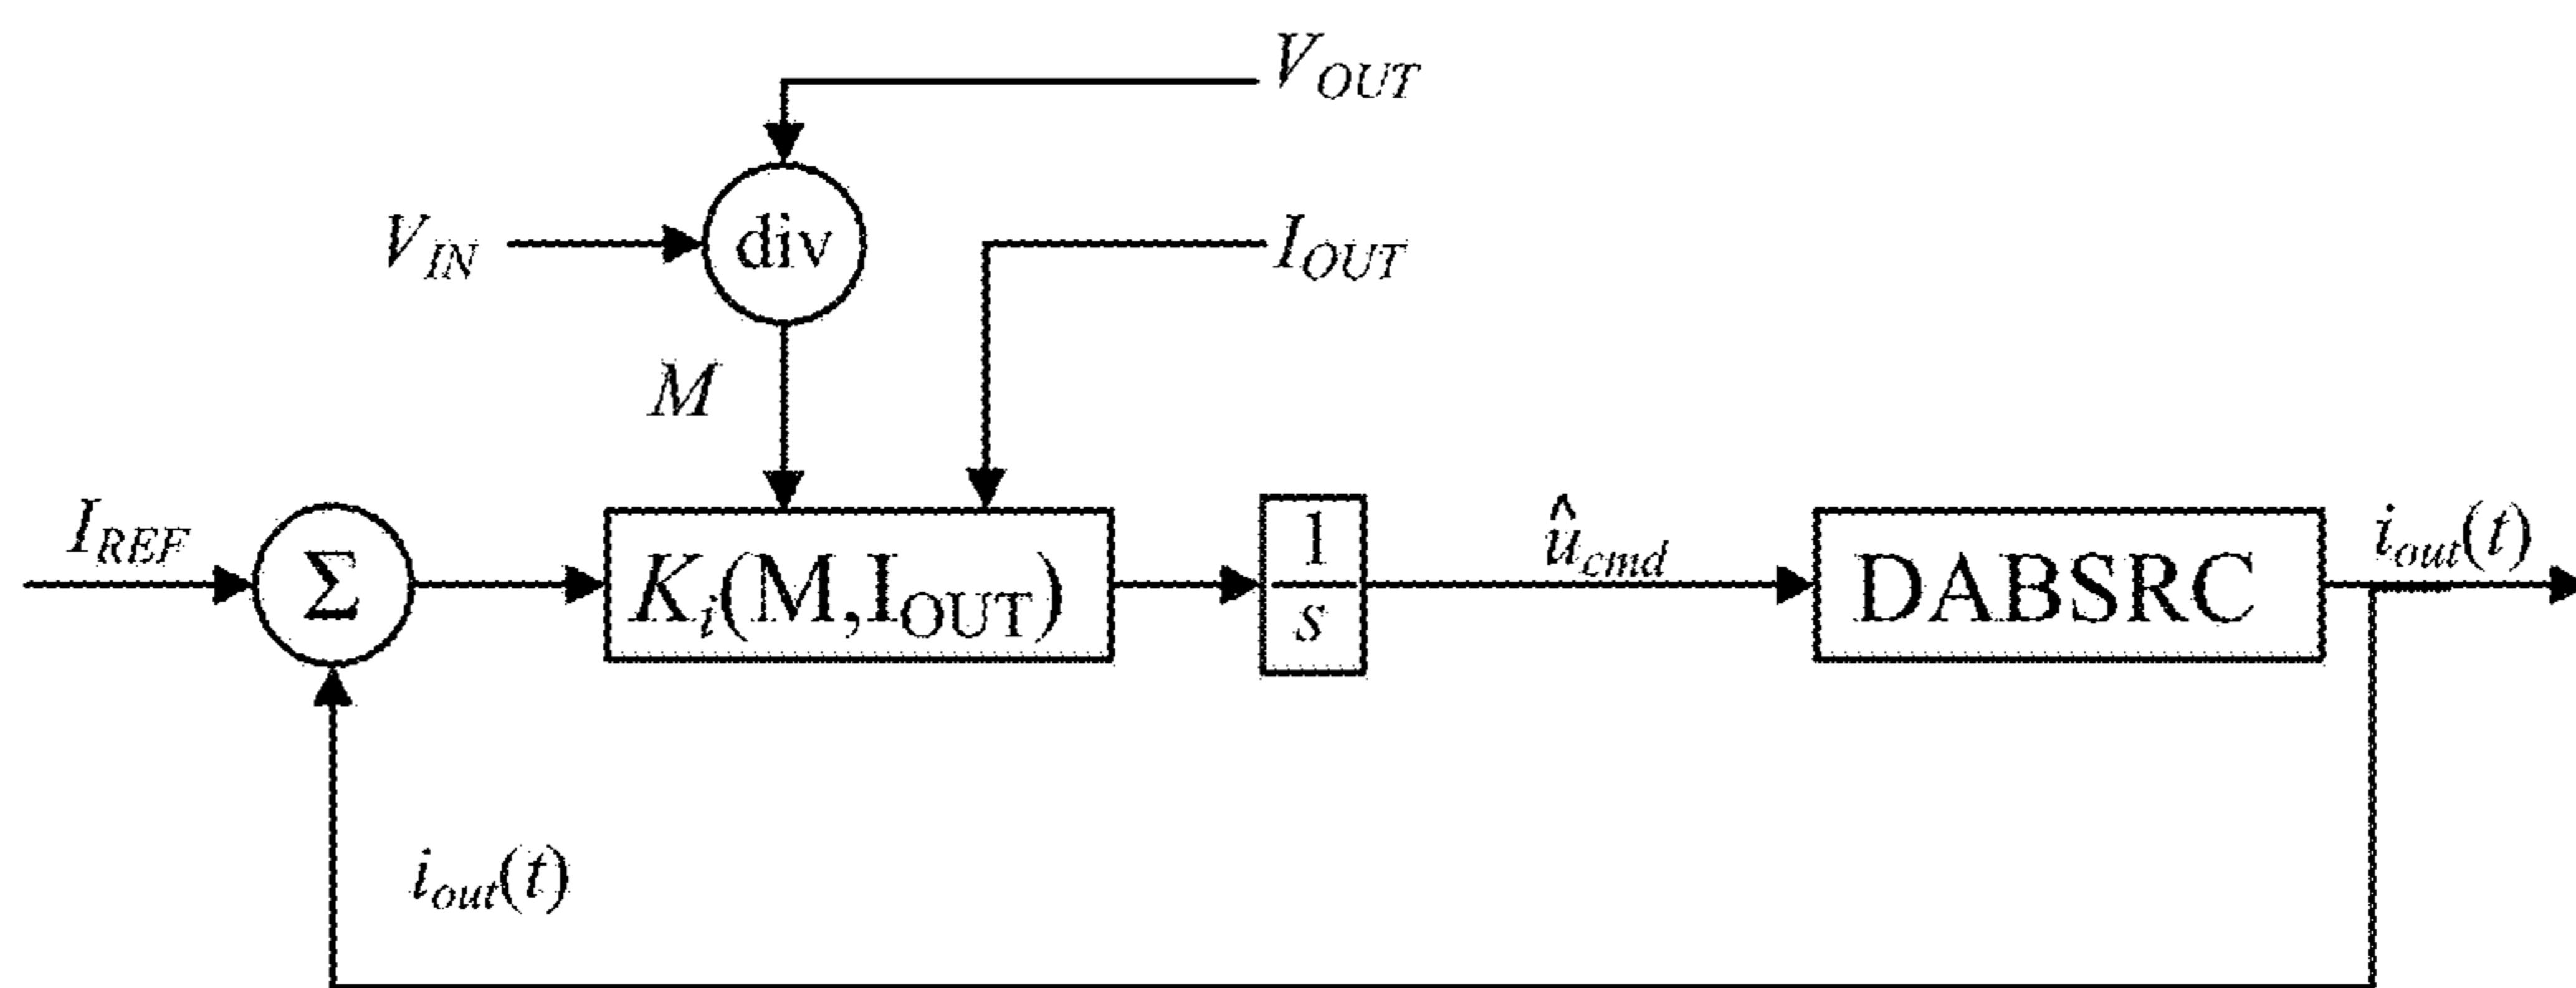 V_OUT
V_IN
div
I_OUT
M
I_REF
Σ
K_i(M,I_OUT)
1
s
û_cmd
DABSRC
i_out(t)
i_out(t)